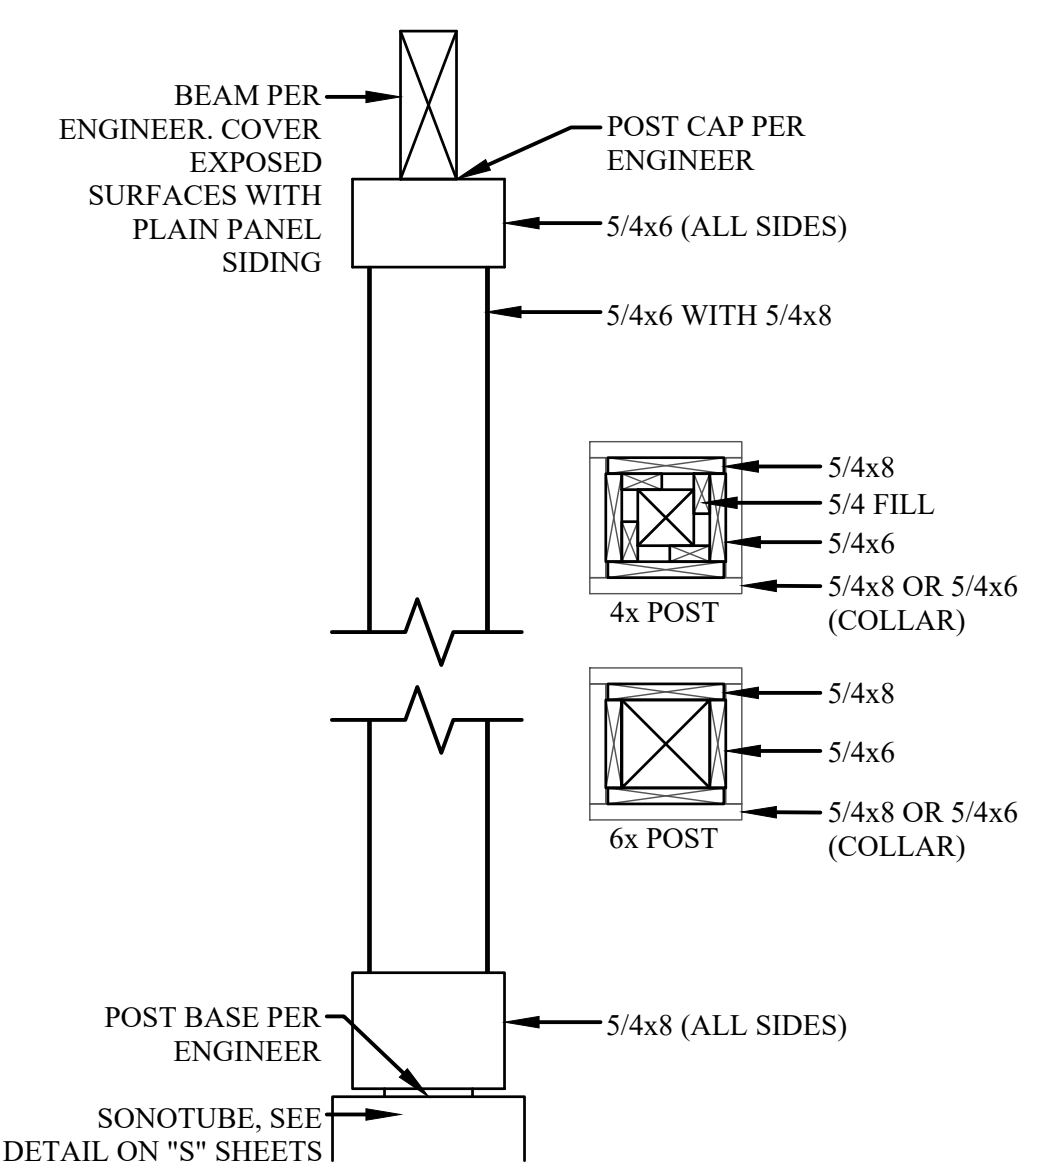 BEAM PER
ENGINEER. COVER
EXPOSED
SURFACES WITH
PLAIN PANEL
SIDING
POST CAP PER
ENGINEER
5/4x6 (ALL SIDES)
5/4x6 WITH 5/4x8
5/4x8
5/4 FILL
5/4x6
5/4x8 OR 5/4x6
(COLLAR)
4x POST
5/4x8
5/4x6
5/4x8 OR 5/4x6
(COLLAR)
6x POST
POST BASE PER
ENGINEER
5/4x8 (ALL SIDES)
SONOTUBE, SEE
DETAIL ON "S" SHEETS